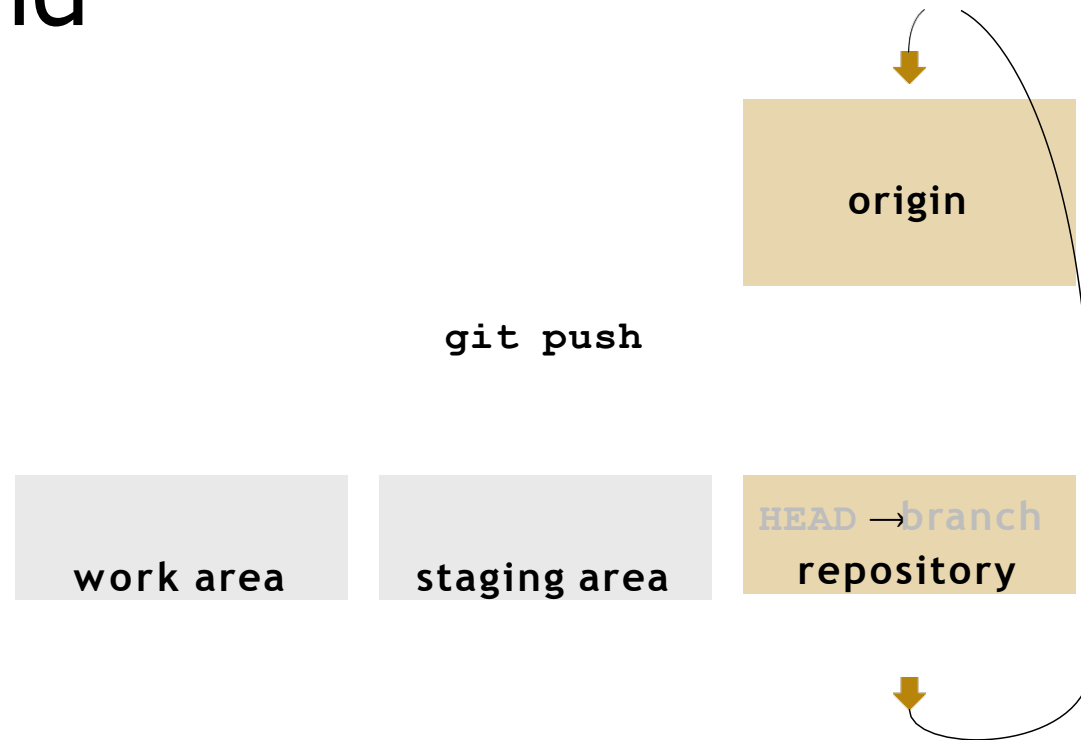 origin
git push
HEAD → branch
work area
staging area
repository